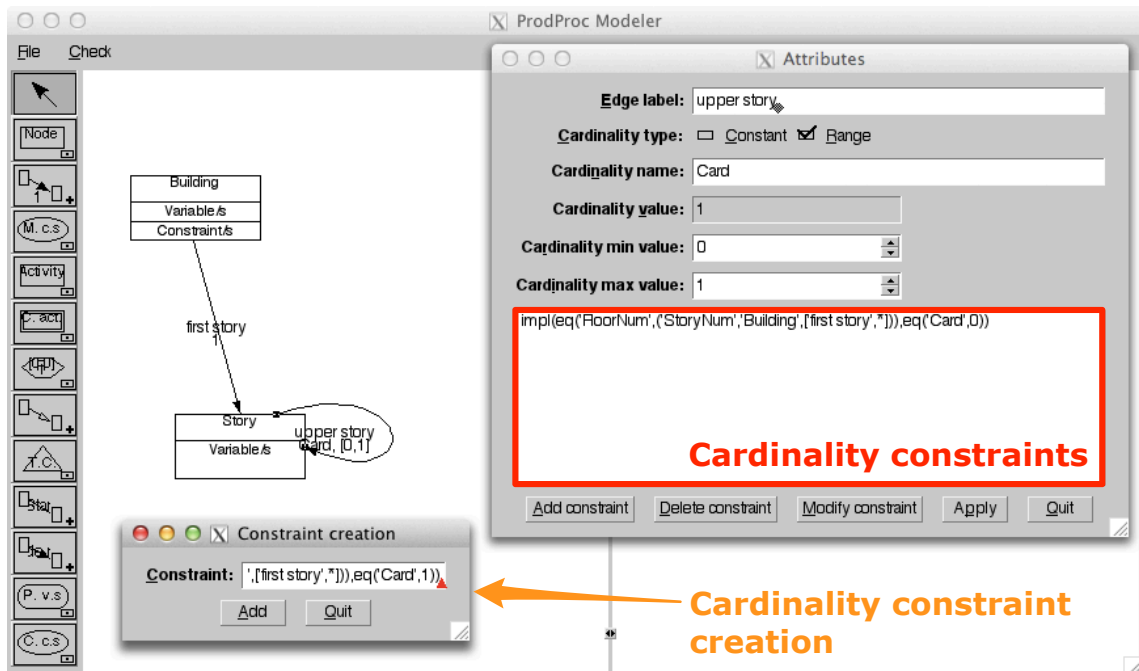 ProdProc Modeler
File Check
Node
1
M. c.s
Activity
C. act
T.C.
P. v.s
C. c.s
Building
Variable/s
Constraint/s
first story
1
Story
Variable/s
upper story
Card, [0,1]
Attributes
Edge label: upper story
Cardinality type: Constant Range
Cardinality name: Card
Cardinality value: 1
Cardinality min value: 0
Cardinality max value: 1
impl(eq('FloorNum',('StoryNum','Building',['first story',*])),eq('Card',0))
Cardinality constraints
Add constraint Delete constraint Modify constraint Apply Quit
Constraint creation
Constraint: ',['first story',*])),eq('Card',1))
Add Quit
Cardinality constraint
creation